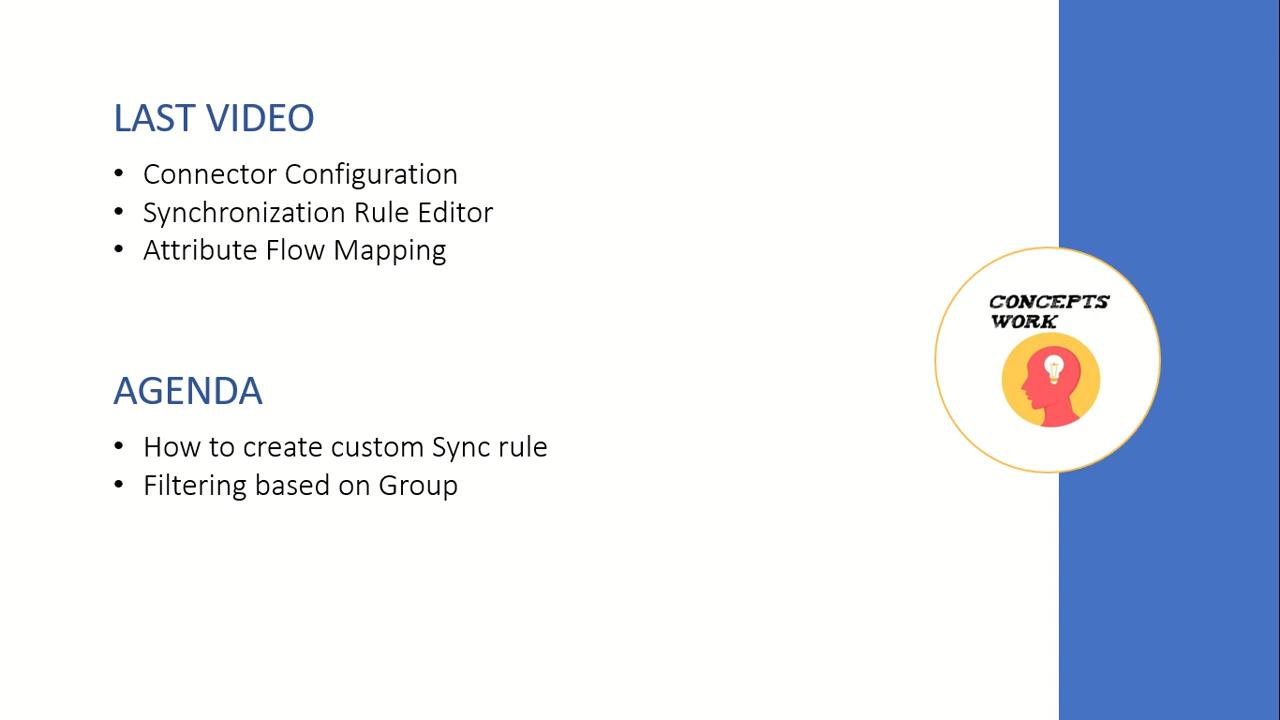 LAST VIDEO
• Connector Configuration
• Synchronization Rule Editor
• Attribute Flow Mapping
AGENDA
• How to create custom Sync rule
• Filtering based on Group
CONCEPTS
WORK